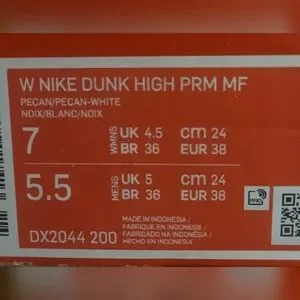 W NIKE DUNK HIGH PRM MF
PECAN/PECAN-WHITE
NOIX/BLANC/NOIX
7 WMNS UK 4.5 cm 24
BR 36 EUR 38
5.5 MENS UK 5 cm 24
BR 36 EUR 38
MADE IN INDONESIA /
FABRIQUE EN INDONESIE /
FABRICADO NA INDONÉSIA /
HECHO EN INDONESIA
DX2044 200